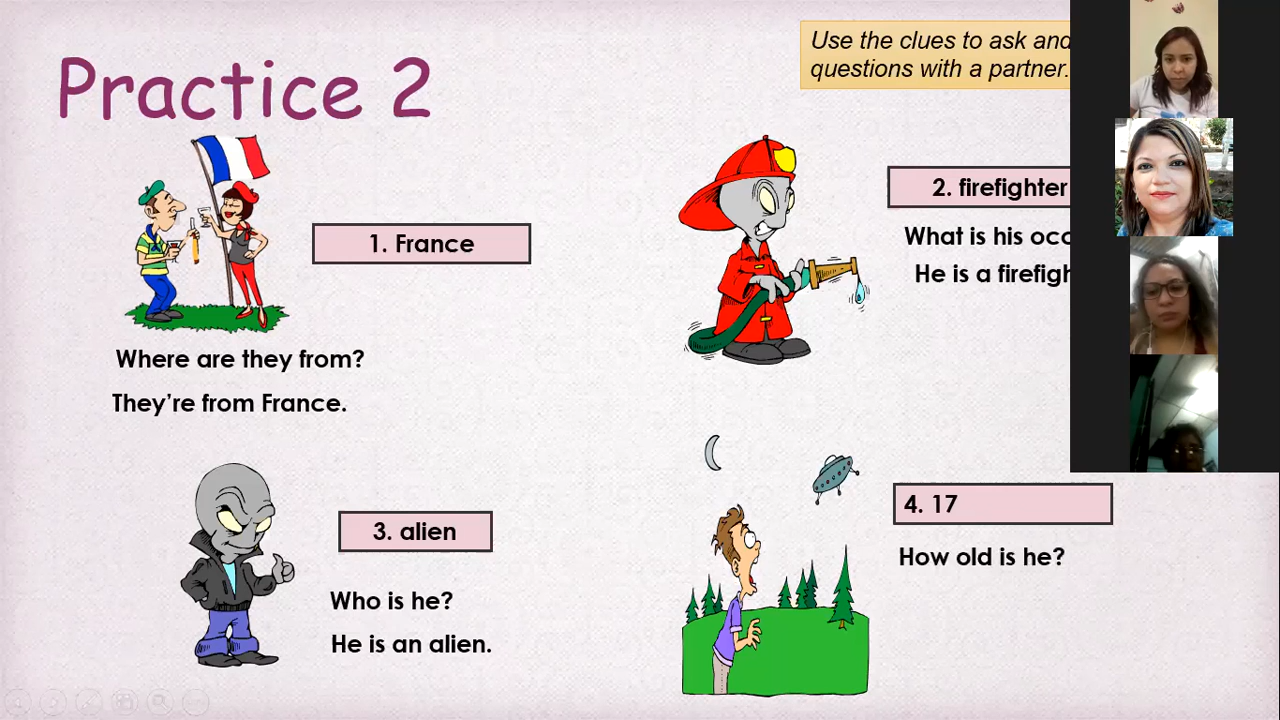 Practice 2
Use the clues to ask and
questions with a partner.
1. France
Where are they from?
They're from France.
2. firefighter
What is his
He is a
3. alien
Who is he?
He is an alien.
4. 17
How old is he?